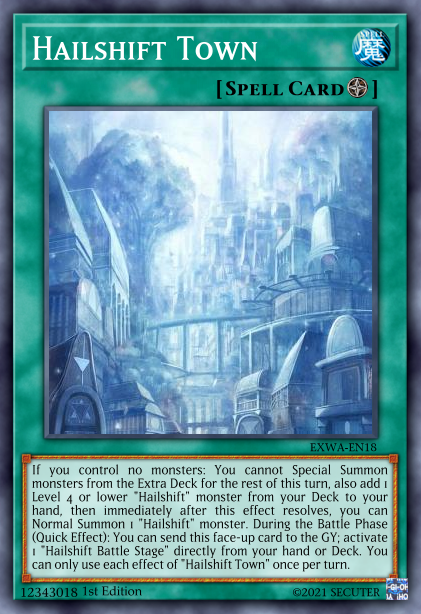 Hailshift Town
魔
[Spell Card]
EXWA-EN18
If you control no monsters: You cannot Special Summon
monsters from the Extra Deck for the rest of this turn, also add 1
Level 4 or lower "Hailshift" monster from your Deck to your
hand, then immediately after this effect resolves, you can
Normal Summon 1 "Hailshift" monster. During the Battle Phase
(Quick Effect): You can send this face-up card to the GY; activate
1 "Hailshift Battle Stage" directly from your hand or Deck. You
can only use each effect of "Hailshift Town" once per turn.
12343018 1st Edition
©2021 SECUTER